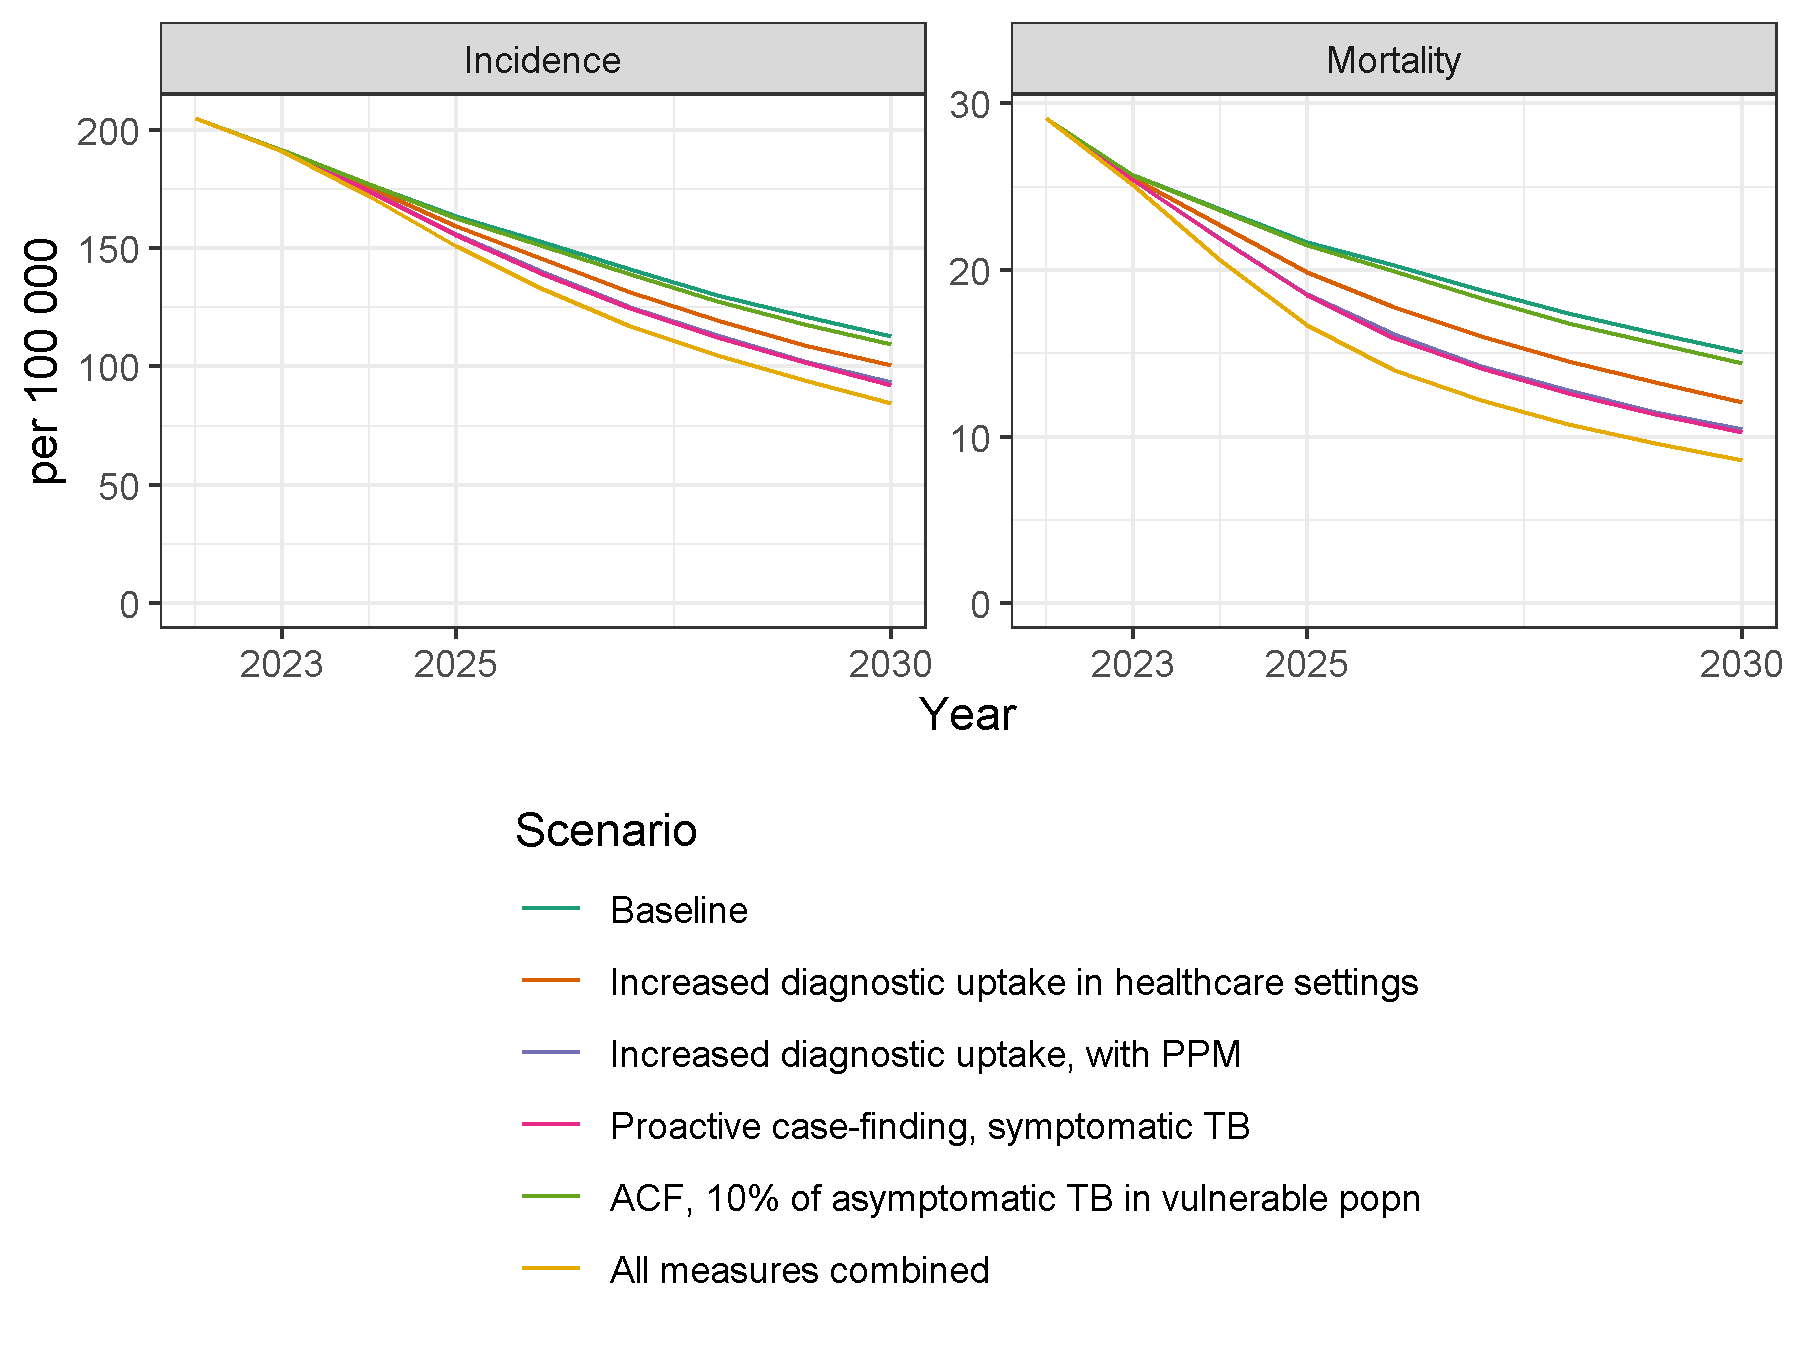 Incidence
Mortality
per 100 000
200
150
100
50
0
30
20
10
0
2023
2025
2030
2023
2025
2030
Year
Scenario
Baseline
Increased diagnostic uptake in healthcare settings
Increased diagnostic uptake, with PPM
Proactive case-finding, symptomatic TB
ACF, 10% of asymptomatic TB in vulnerable popn
All measures combined